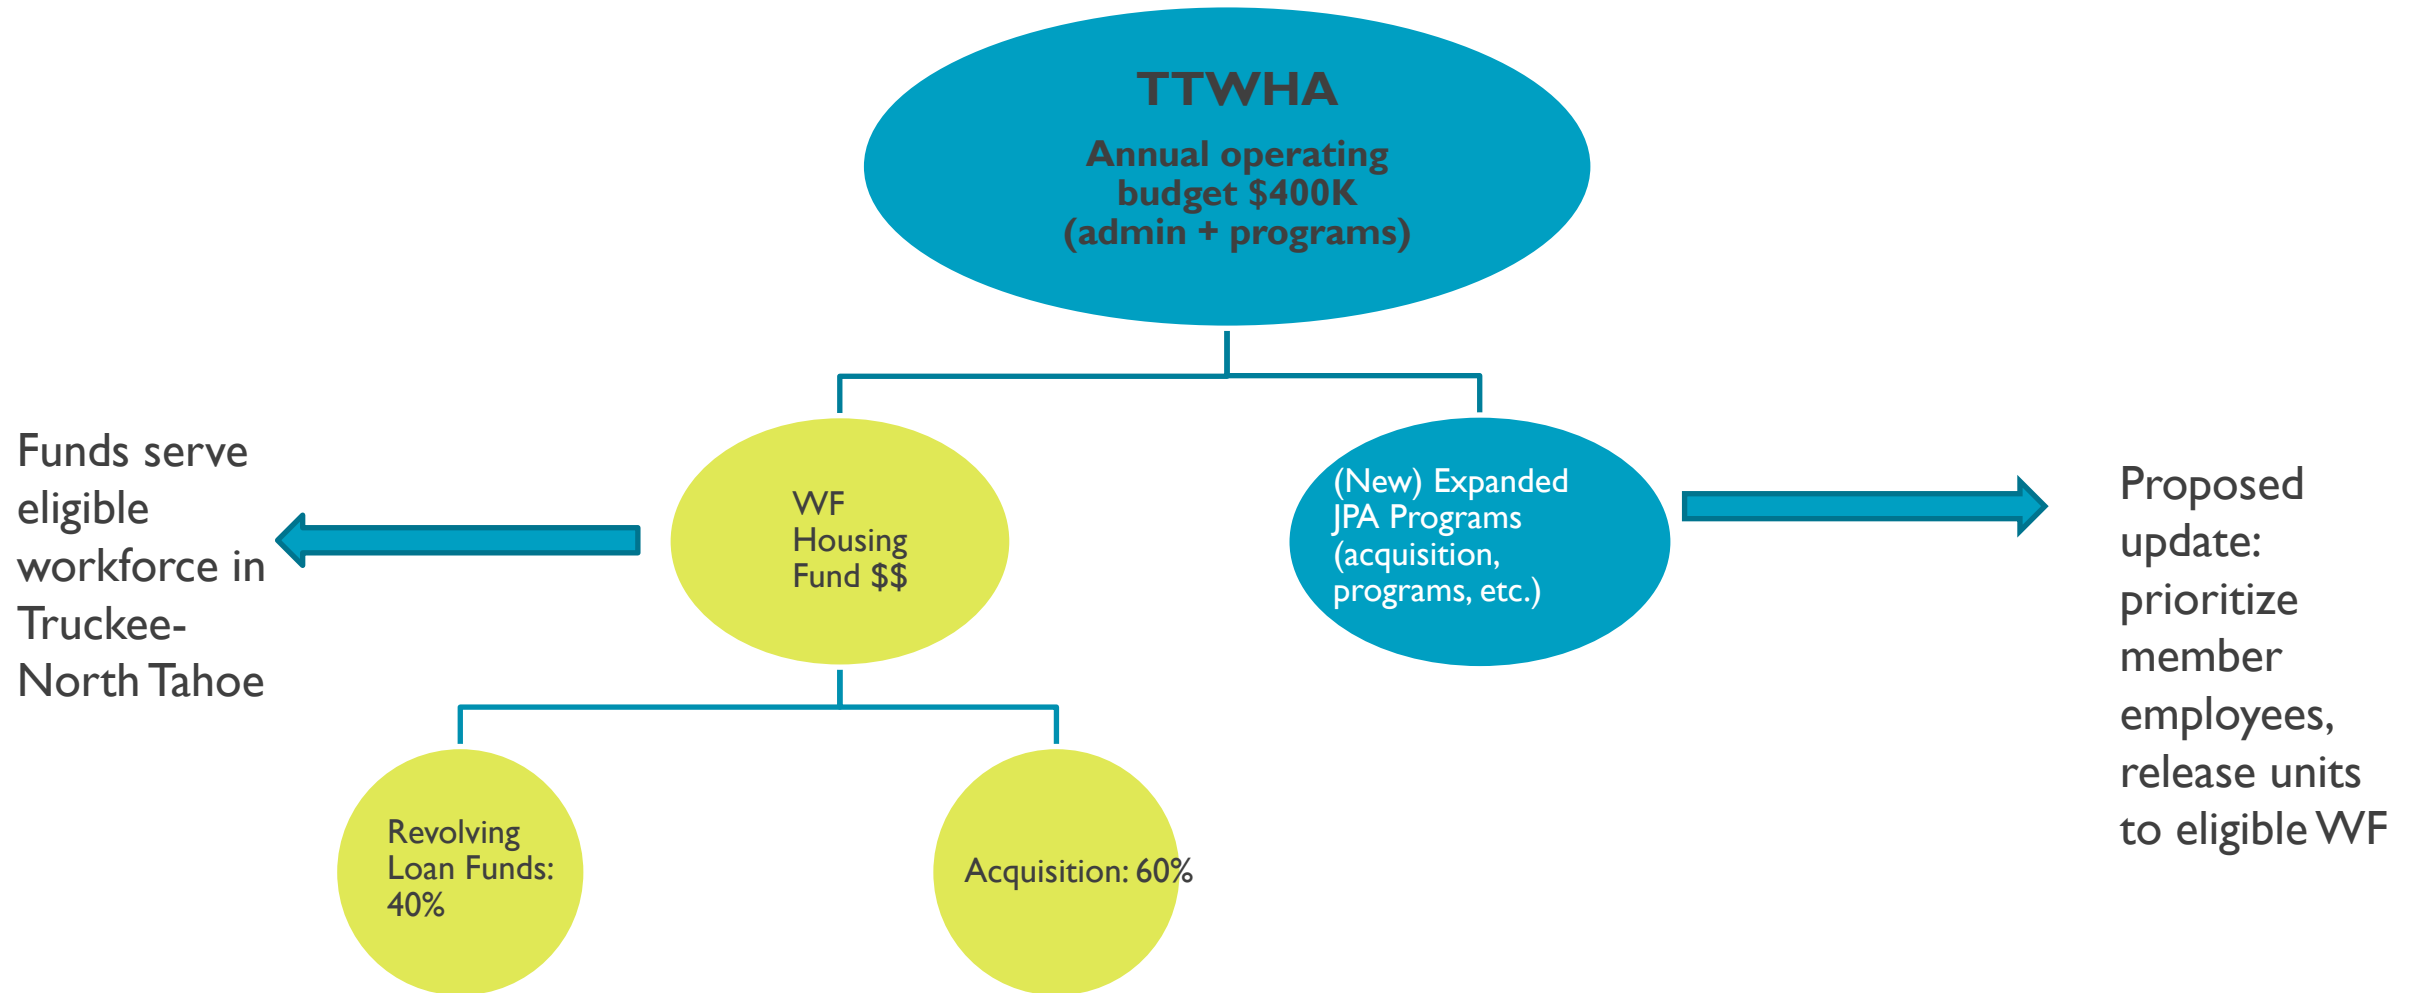 TTWHA
Annual operating
budget $400K
(admin + programs)
Funds serve
eligible
workforce in
Truckee-
North Tahoe
WF
Housing
Fund $$
(New) Expanded
JPA Programs
(acquisition,
programs, etc.)
Proposed
update:
prioritize
member
employees,
release units
to eligible WF
Revolving
Loan Funds:
40%
Acquisition: 60%